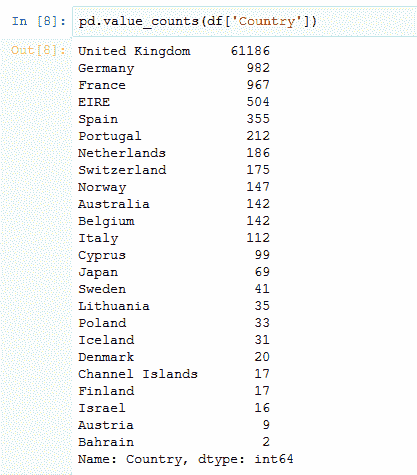 In [8]: pd.value_counts(df['Country'])
Out[8]: United Kingdom 61186
Germany 982
France 967
EIRE 504
Spain 355
Portugal 212
Netherlands 186
Switzerland 175
Norway 147
Australia 142
Belgium 142
Italy 112
Cyprus 99
Japan 69
Sweden 41
Lithuania 35
Poland 33
Iceland 31
Denmark 20
Channel Islands 17
Finland 17
Israel 16
Austria 9
Bahrain 2
Name: Country, dtype: int64